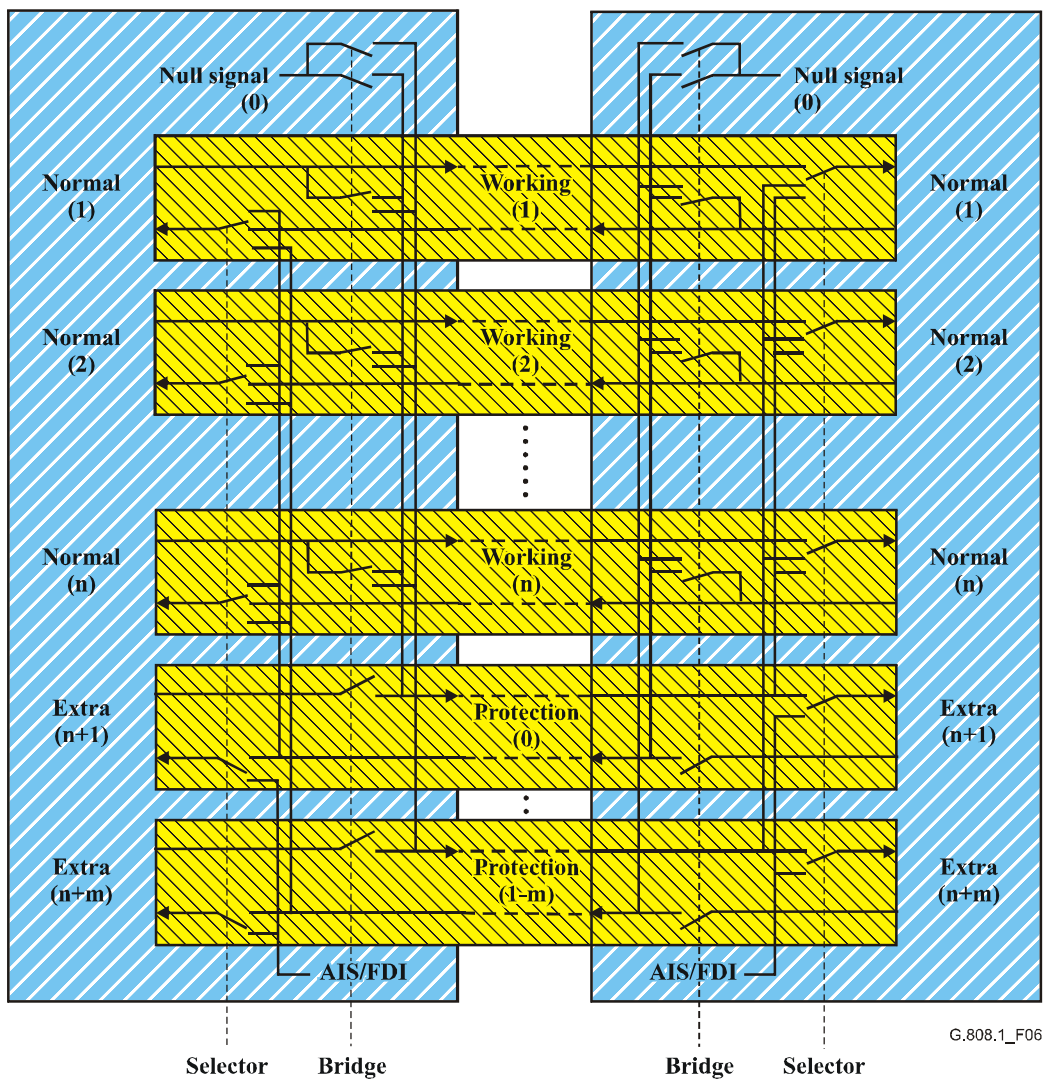 Null signal
(0)
Null signal
(0)
Normal
(1)
Working
(1)
Normal
(1)
Normal
(2)
Working
(2)
Normal
(2)
Normal
(n)
Working
(n)
Normal
(n)
Extra
(n+1)
Protection
(0)
Extra
(n+1)
Extra
(n+m)
Protection
(1-m)
Extra
(n+m)
AIS/FDI
AIS/FDI
G.808.1_F06
Selector
Bridge
Bridge
Selector